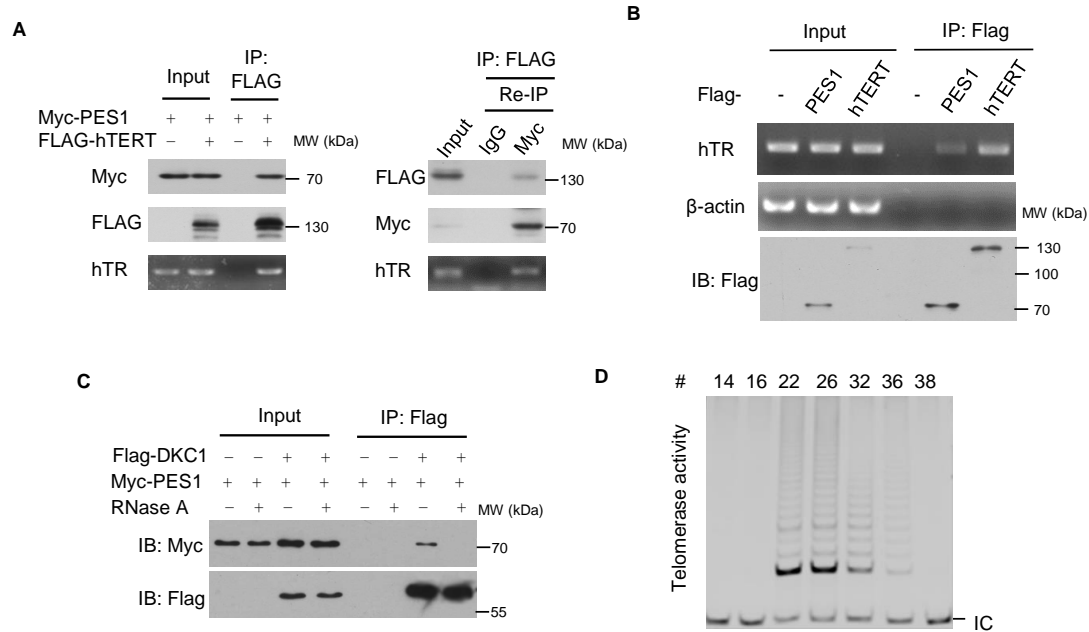 A
Input
IP:
FLAG
Myc-PES1 + + + +
FLAG-hTERT – + – + MW (kDa)
Myc 70
FLAG 130
hTR
IP: FLAG
Re-IP
Input IgG Myc MW (kDa)
FLAG 130
Myc 70
hTR
B
Input IP: Flag
Flag- - PES1 hTERT - PES1 hTERT
hTR
β-actin MW (kDa)
IB: Flag 130
100
70
C
Input IP: Flag
Flag-DKC1 – – + + – – + +
Myc-PES1 + + + + + + + +
RNase A – + – + – + – + MW (kDa)
IB: Myc 70
IB: Flag 55
D
# 14 16 22 26 32 36 38
Telomerase activity
IC